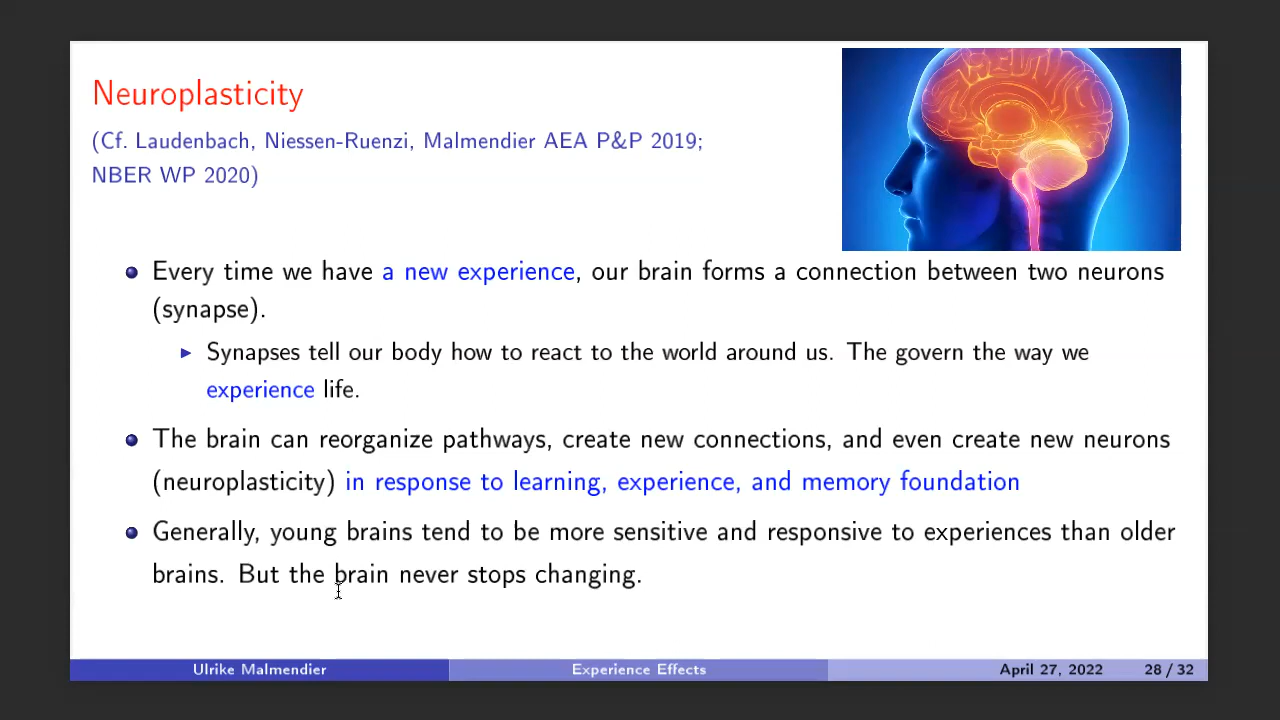 Neuroplasticity
(Cf. Laudenbach, Niessen-Ruenzi, Malmendier AEA P&P 2019;
NBER WP 2020)
Every time we have a new experience, our brain forms a connection between two neurons
(synapse).
Synapses tell our body how to react to the world around us. The govern the way we
experience life.
The brain can reorganize pathways, create new connections, and even create new neurons
(neuroplasticity) in response to learning, experience, and memory foundation
Generally, young brains tend to be more sensitive and responsive to experiences than older
brains. But the brain never stops changing.
Ulrike Malmendier Experience Effects April 27, 2022 28 / 32